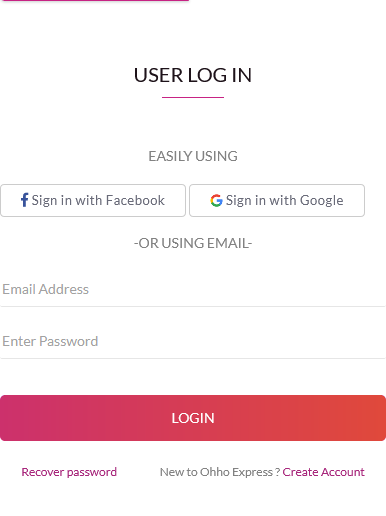 USER LOG IN
EASILY USING
Sign in with Facebook Sign in with Google
-OR USING EMAIL-
Email Address
Enter Password
LOGIN
Recover password New to Ohho Express ? Create Account